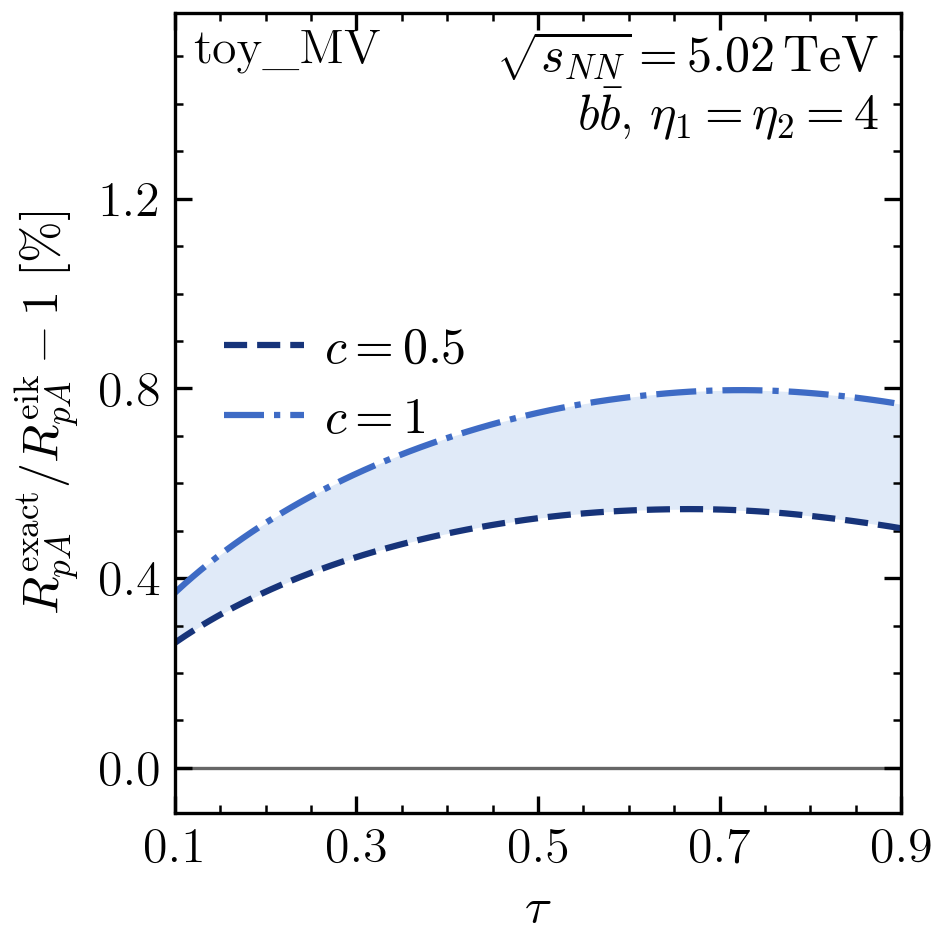 toy_MV
√s_NN = 5.02 TeV
bb̄, η₁ = η₂ = 4
R_pA^exact / R_pA^eik − 1 [%]
1.2
0.8
0.4
0.0
c = 0.5
c = 1
0.1 0.3 0.5 0.7 0.9
τ